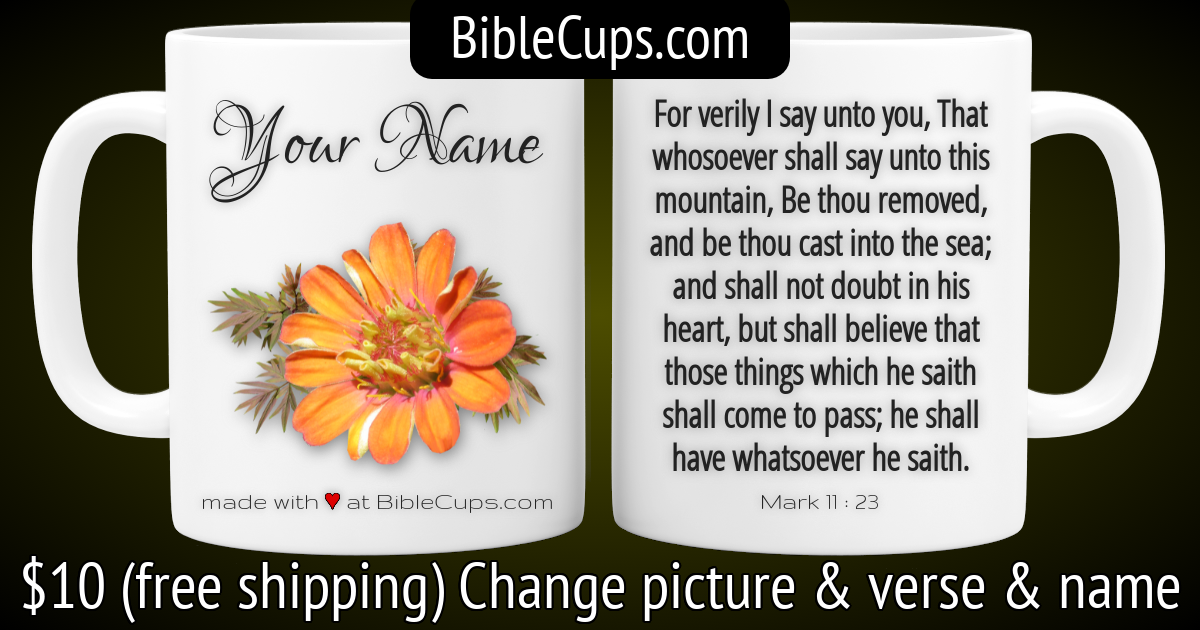 BibleCups.com
Your Name
made with ♥ at BibleCups.com
For verily I say unto you, That
whosoever shall say unto this
mountain, Be thou removed,
and be thou cast into the sea;
and shall not doubt in his
heart, but shall believe that
those things which he saith
shall come to pass; he shall
have whatsoever he saith.
Mark 11 : 23
$10 (free shipping) Change picture & verse & name